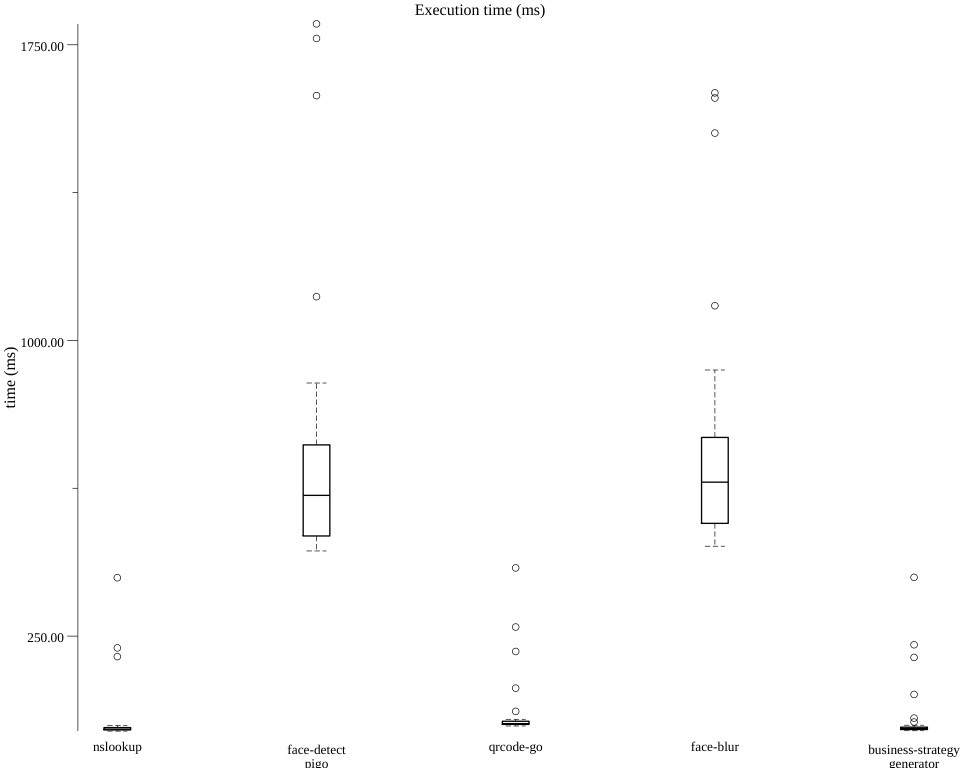 Execution time (ms)
1750.00
1000.00
time (ms)
250.00
nslookup
face-detect
pigo
qrcode-go
face-blur
business-strategy
generator